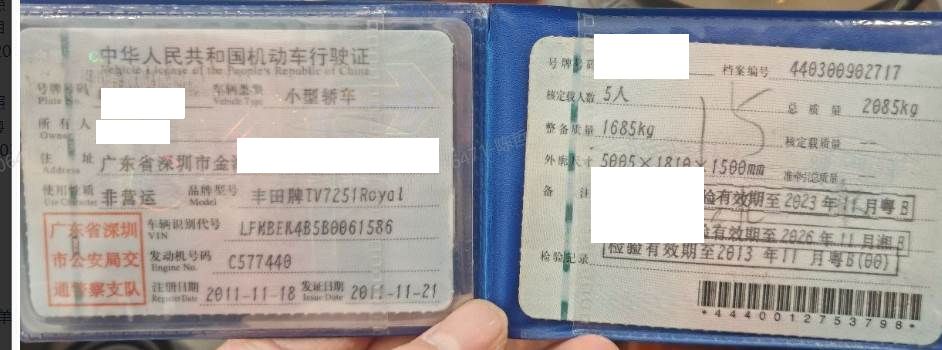 中华人民共和国机动车行驶证
Vehicle License of the People's Republic of China
号牌号码 车辆类型 小型轿车
Plate No. Vehicle Type
所有人
Owner
住址 广东省深圳市金
Address
使用性质 非营运 品牌型号 丰田牌TV7251Royal
Use Character Model
广东省深圳
市公安局交
通警察支队
车辆识别代号 LFMBEK4B5B0061586
VIN
发动机号码 C577440
Engine No.
注册日期 2011-11-18 发证日期 2011-11-21
Register Date Issue Date
号牌号码 档案编号 440300902717
核定载人数 5人 总质量 2085kg
整备质量 1685kg 核定载质量 --
外廓尺寸 5005×1810×1500mm 准牵引总质量 --
备注
验有效期至2023年11月粤B
检验有效期至2026年11月湘B
检验记录 检验有效期至2013年11月粤B(00)
*4440012753798*